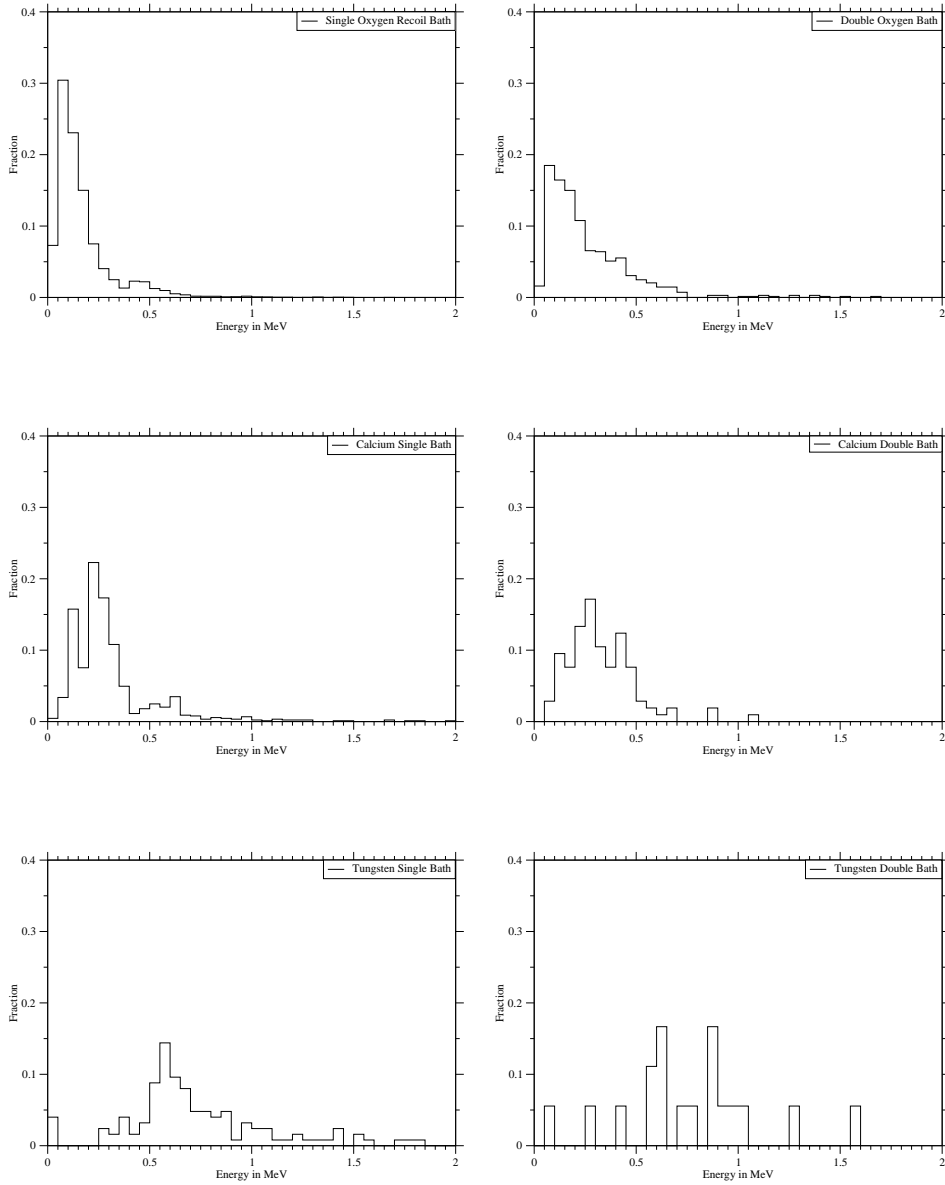 Single Oxygen Recoil Bath
0.4
0.3
0.2
0.1
0
Fraction
0 0.5 1 1.5 2
Energy in MeV
Double Oxygen Bath
0.4
0.3
0.2
0.1
0
Fraction
0 0.5 1 1.5 2
Energy in MeV
Calcium Single Bath
0.4
0.3
0.2
0.1
0
Fraction
0 0.5 1 1.5 2
Energy in MeV
Calcium Double Bath
0.4
0.3
0.2
0.1
0
Fraction
0 0.5 1 1.5 2
Energy in MeV
Tungsten Single Bath
0.4
0.3
0.2
0.1
0
Fraction
0 0.5 1 1.5 2
Energy in MeV
Tungsten Double Bath
0.4
0.3
0.2
0.1
0
Fraction
0 0.5 1 1.5 2
Energy in MeV